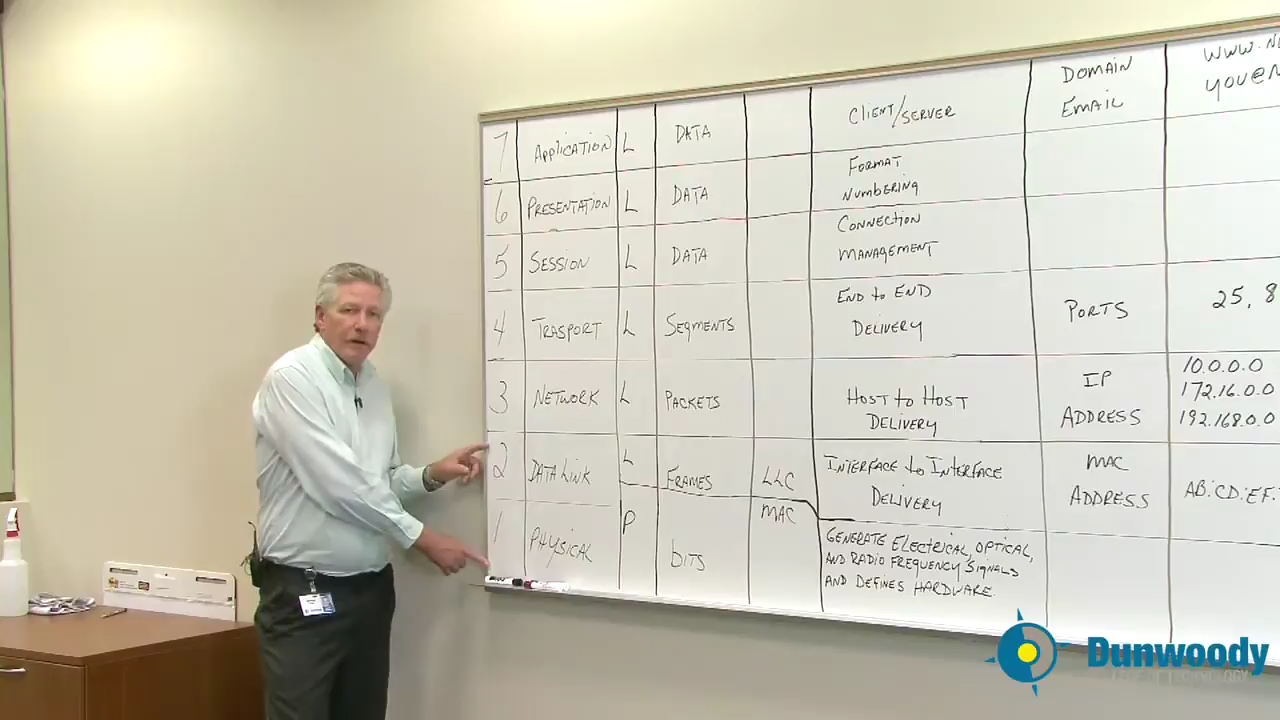 7 APPLICATION L DATA CLIENT/SERVER DOMAIN EMAIL WWW.N YOU@N
6 PRESENTATION L DATA FORMAT NUMBERING
5 SESSION L DATA CONNECTION MANAGEMENT
4 TRASPORT L SEGMENTS END to END DELIVERY PORTS 25, 8
3 NETWORK L PACKETS HOST to HOST DELIVERY IP ADDRESS 10.0.0.0 172.16.0.0 192.168.0.0
2 DATA LINK L FRAMES LLC INTERFACE to INTERFACE DELIVERY MAC ADDRESS AB:CD:EF:
1 PHYSICAL P bITS MAC GENERATE ELECTRICAL, OPTICAL, AND RADIO FREQUENCY SIGNALS AND DEFINES HARDWARE.
Dunwoody
COLLEGE OF TECHNOLOGY